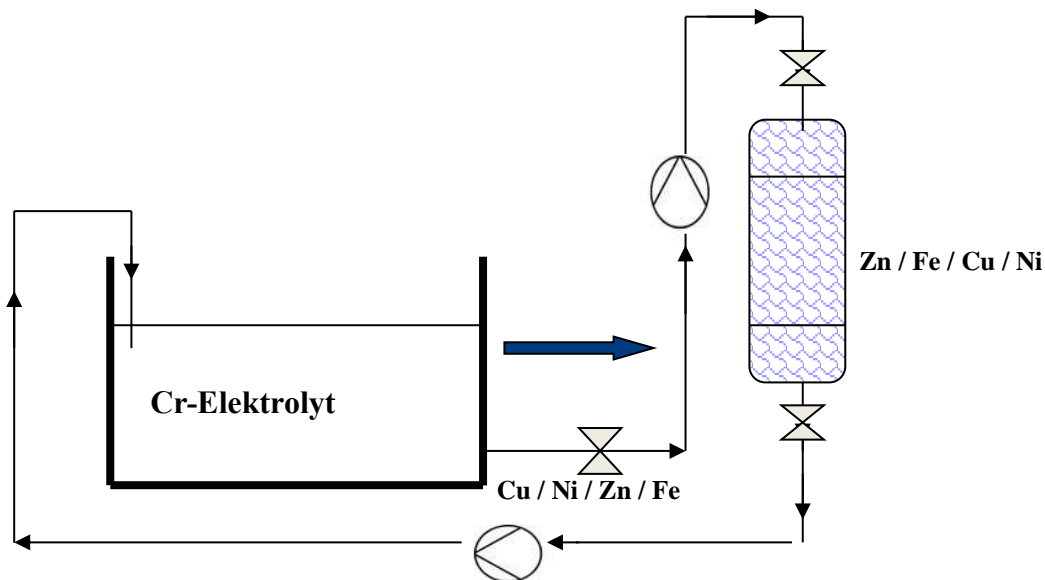 Zn / Fe / Cu / Ni
Cr-Elektrolyt
Cu / Ni / Zn / Fe